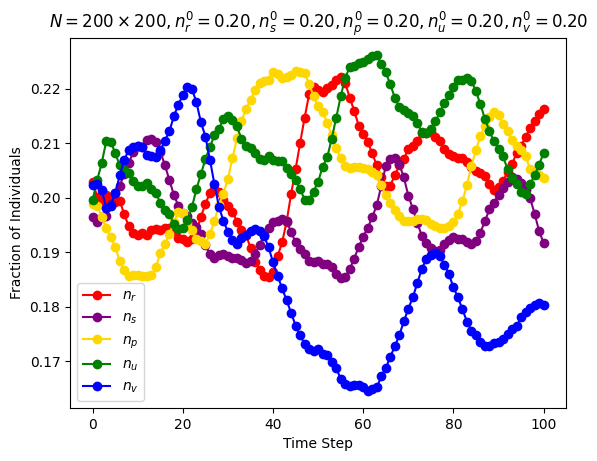 N = 200 × 200, n_r^0 = 0.20, n_s^0 = 0.20, n_p^0 = 0.20, n_u^0 = 0.20, n_v^0 = 0.20
Fraction of Individuals
0.22
0.21
0.20
0.19
0.18
0.17
n_r
n_s
n_p
n_u
n_v
0 20 40 60 80 100
Time Step